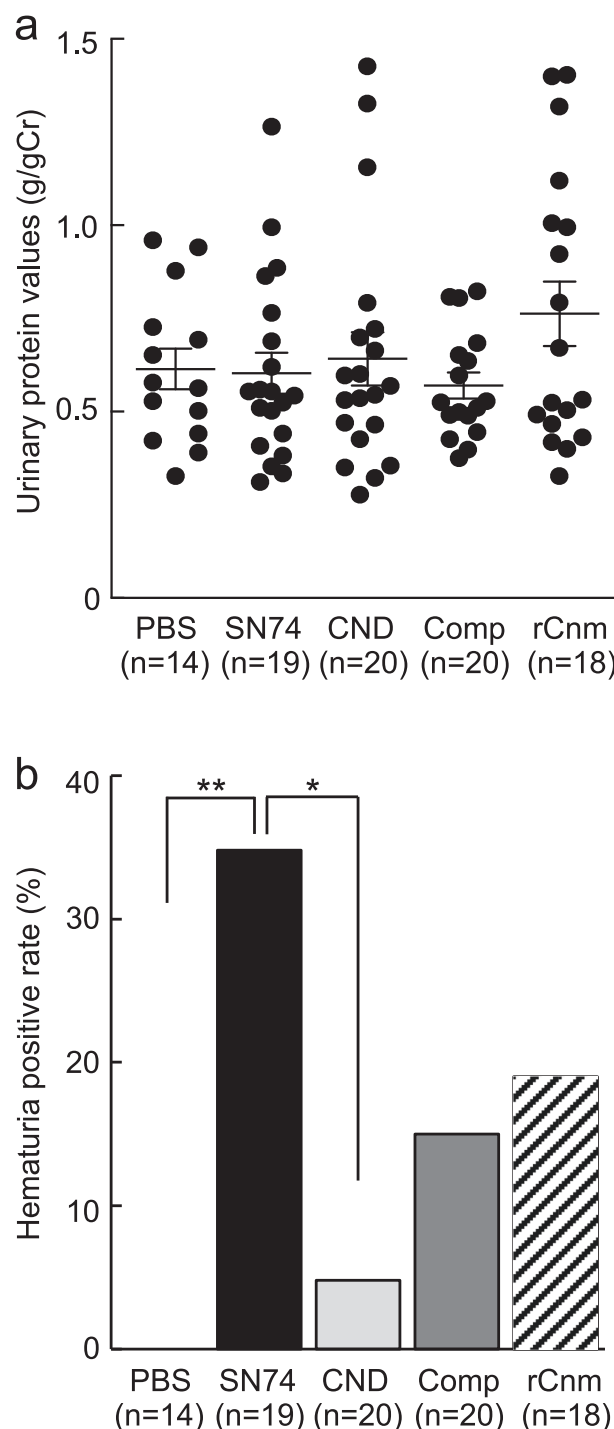 a
Urinary protein values (g/gCr)
1.5
1.0
0.5
0
PBS SN74 CND Comp rCnm
(n=14) (n=19) (n=20) (n=20) (n=18)
b
Hematuria positive rate (%)
40
** *
30
20
10
0
PBS SN74 CND Comp rCnm
(n=14) (n=19) (n=20) (n=20) (n=18)